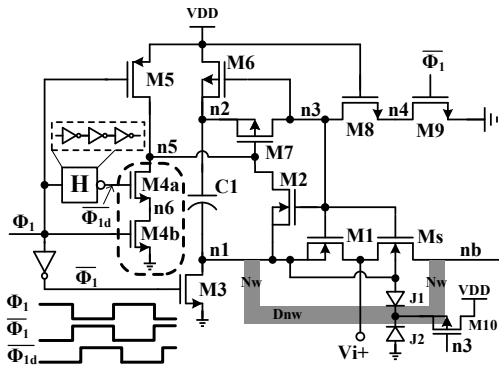 VDD
M6
M5
n2
n3
Φ1
n4
M8
M9
M7
n5
H
M4a
C1
M2
Φ1d
n6
Φ1
M4b
n1
M1
Ms
nb
Φ1
M3
Nw
Nw
J1
VDD
Dnw
J2
M10
Vi+
n3
Φ1
Φ1
Φ1d